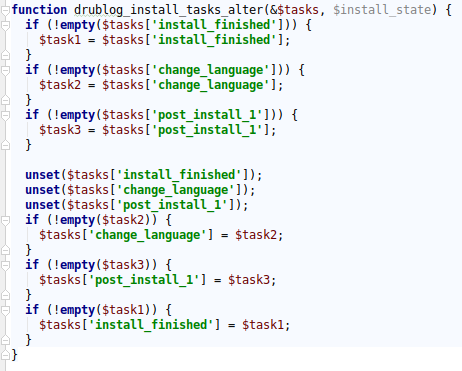 function drublog_install_tasks_alter(&$tasks, $install_state) {
  if (!empty($tasks['install_finished'])) {
    $task1 = $tasks['install_finished'];
  }
  if (!empty($tasks['change_language'])) {
    $task2 = $tasks['change_language'];
  }
  if (!empty($tasks['post_install_1'])) {
    $task3 = $tasks['post_install_1'];
  }

  unset($tasks['install_finished']);
  unset($tasks['change_language']);
  unset($tasks['post_install_1']);
  if (!empty($task2)) {
    $tasks['change_language'] = $task2;
  }
  if (!empty($task3)) {
    $tasks['post_install_1'] = $task3;
  }
  if (!empty($task1)) {
    $tasks['install_finished'] = $task1;
  }
}